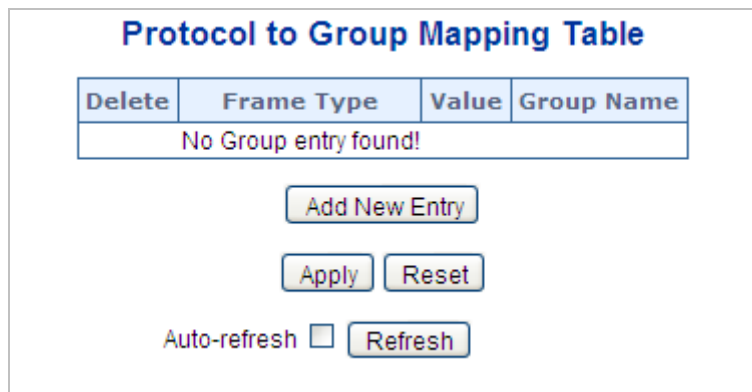 Protocol to Group Mapping Table
Delete Frame Type Value Group Name
No Group entry found!
Add New Entry
Apply Reset
Auto-refresh Refresh